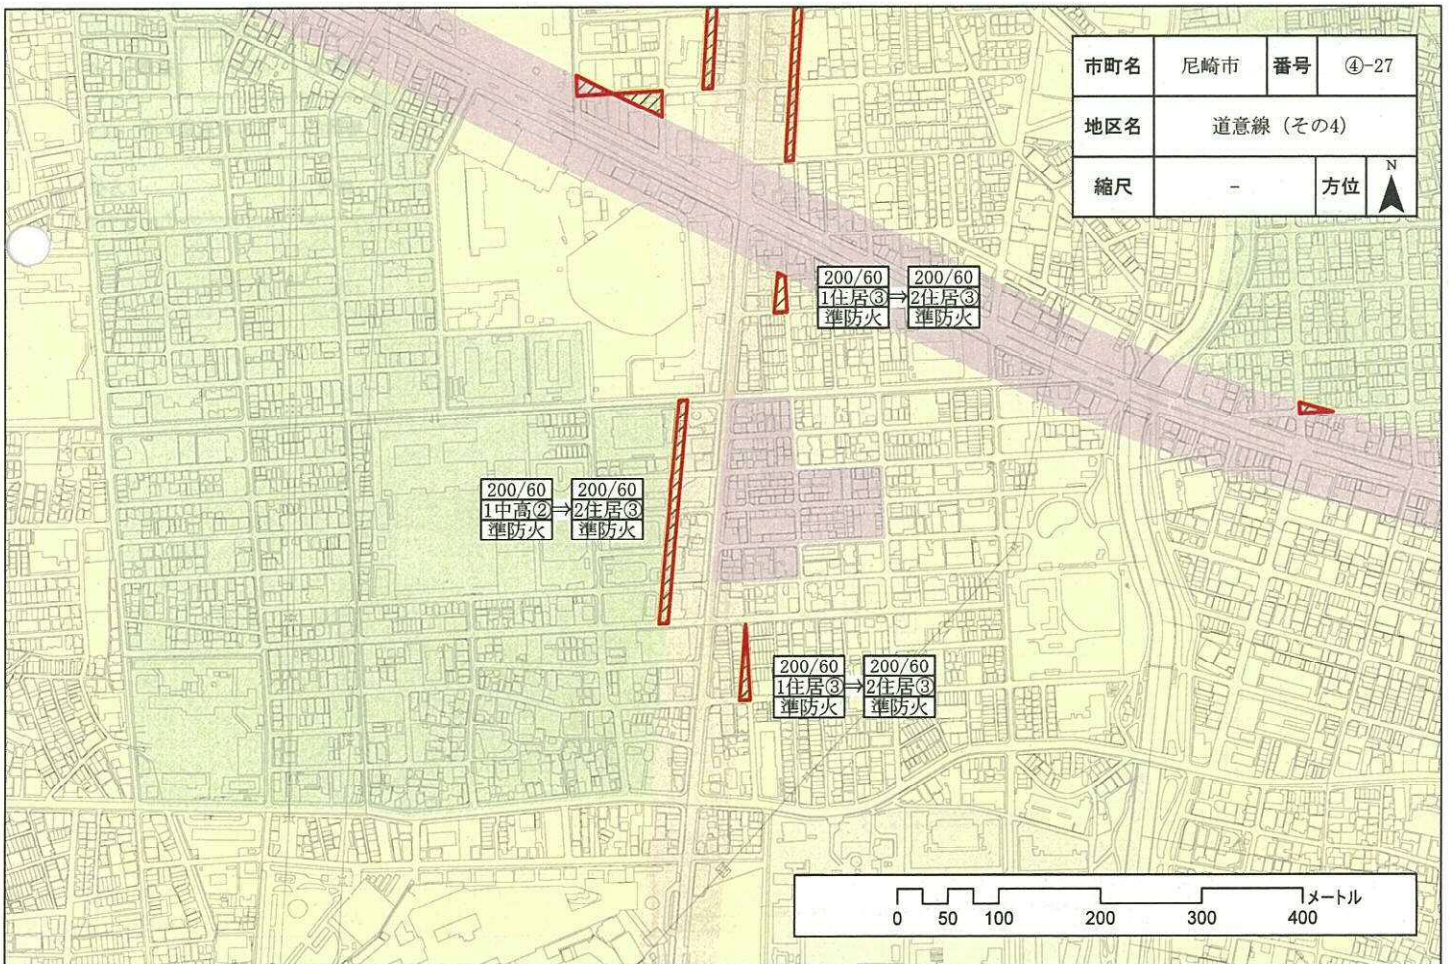 市町名 尼崎市 番号 ④-27
地区名 道意線（その4）
縮尺 - 方位 N
200/60 200/60
1住居③⇒2住居③
準防火 準防火
200/60 200/60
1中高②⇒2住居③
準防火 準防火
200/60 200/60
1住居③⇒2住居③
準防火 準防火
メートル
0 50 100 200 300 400